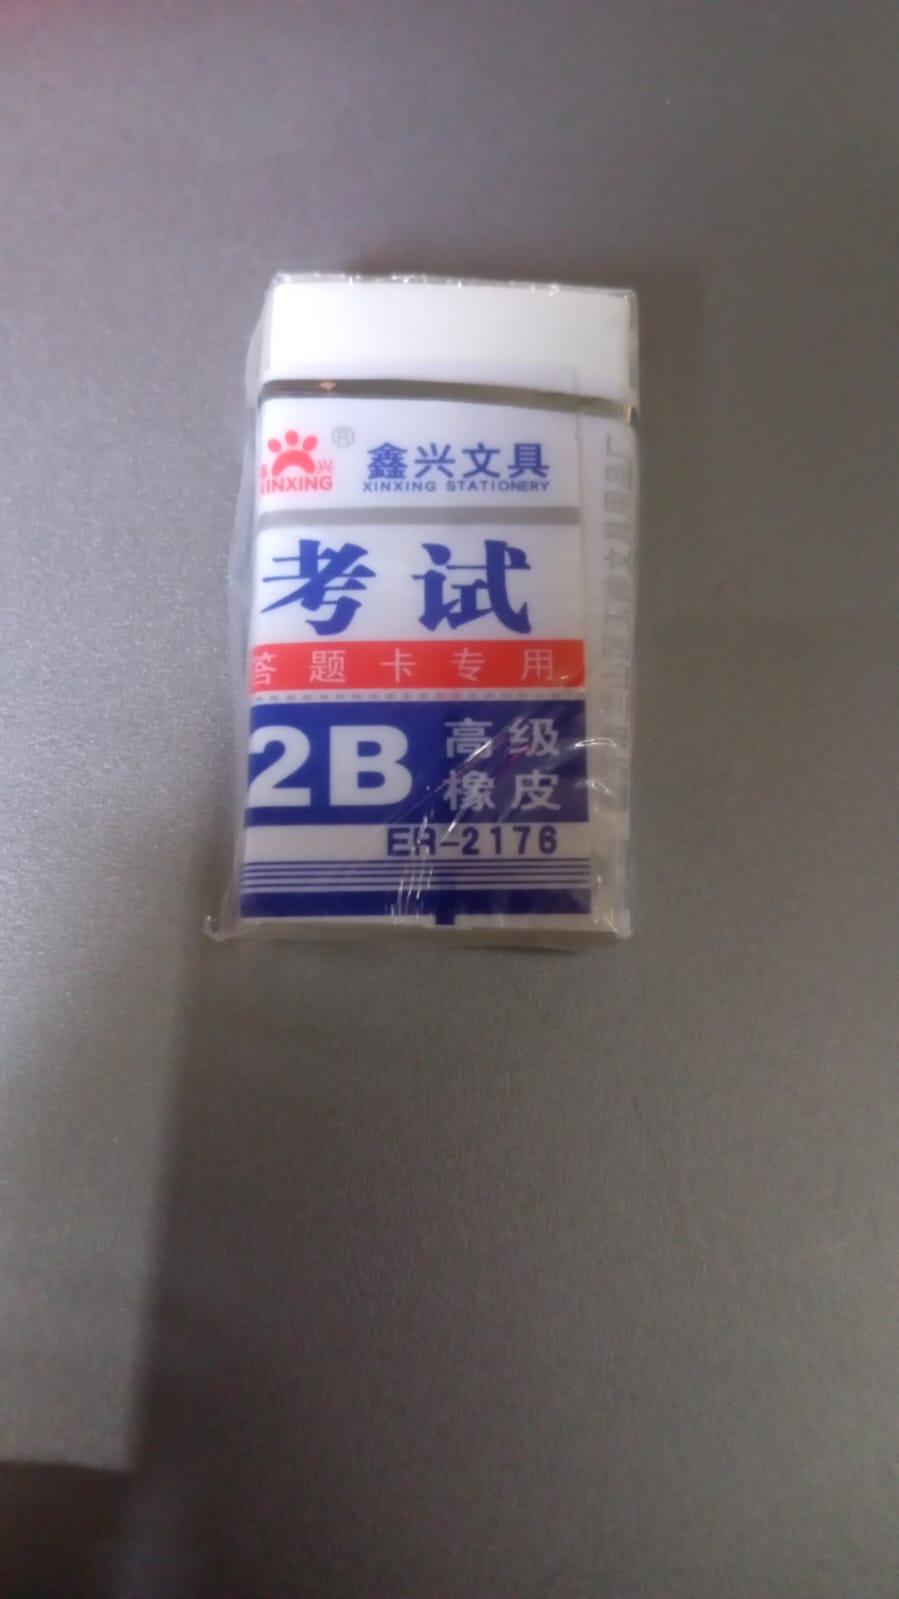 ®
XINXING
鑫兴文具
XINXING STATIONERY
考试
答题卡专用
2B
高级
橡皮
ER-2176